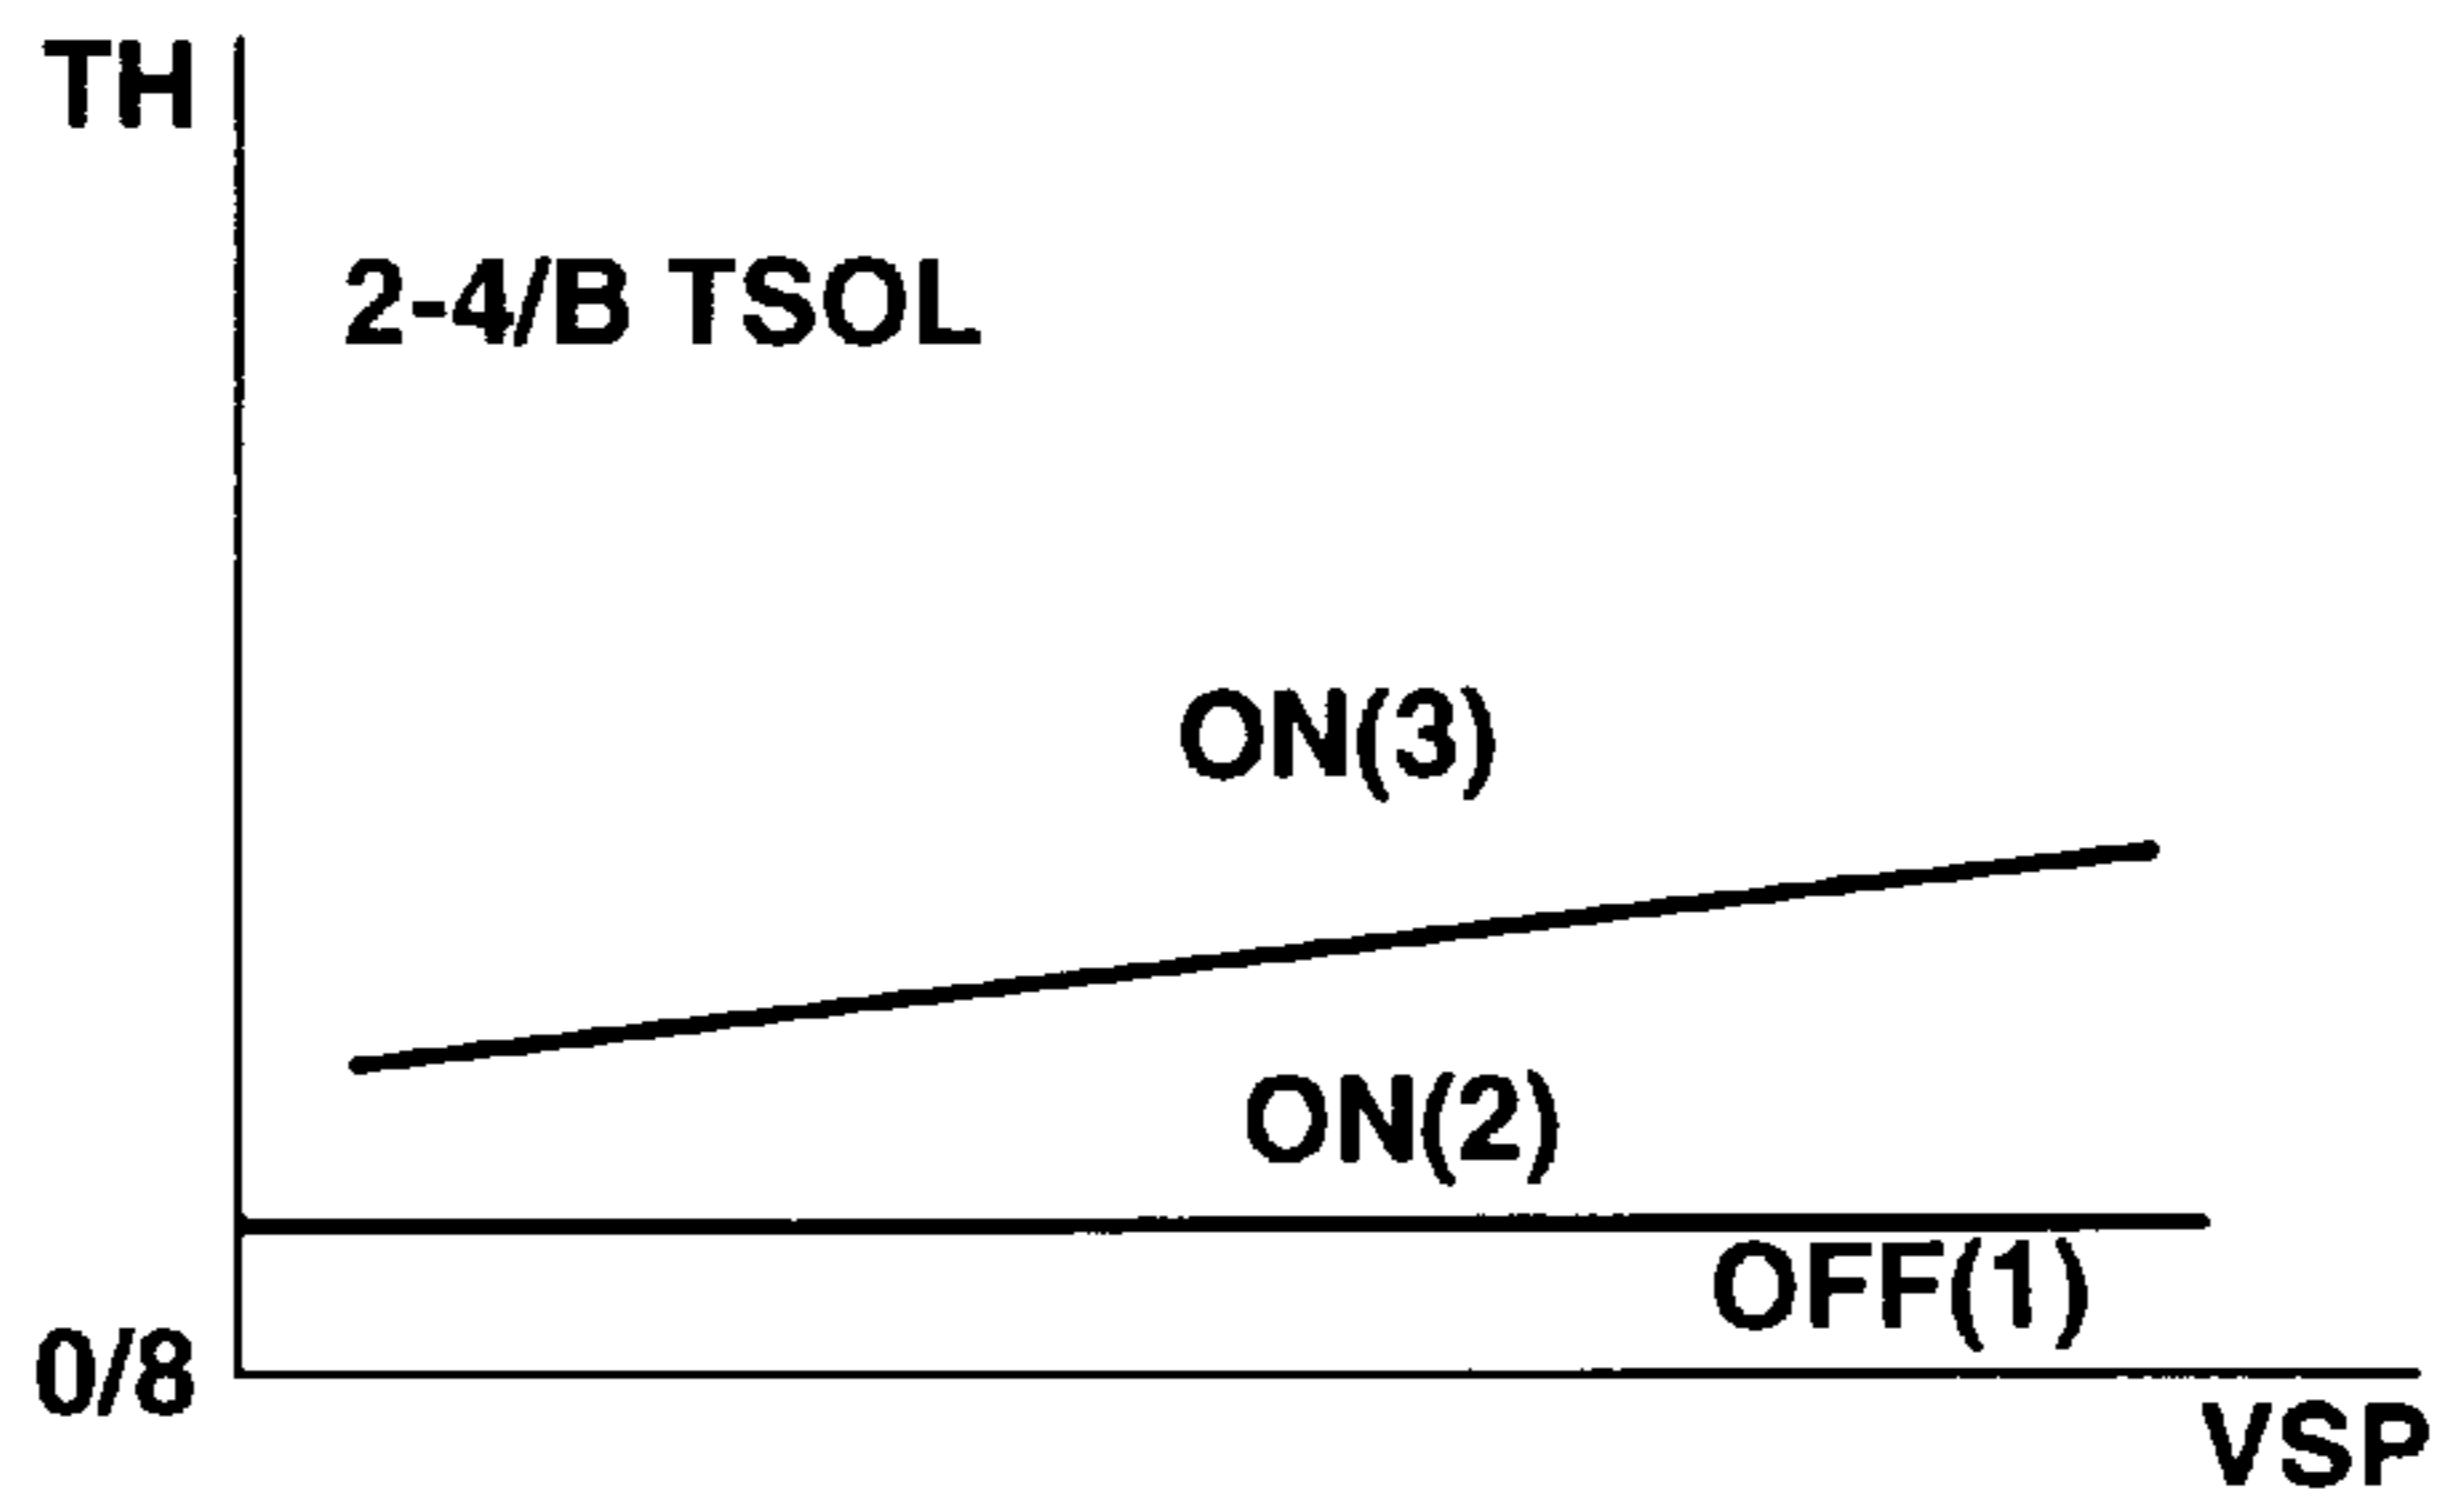 TH
2-4/B TSOL
ON(3)
ON(2)
OFF(1)
0/8
VSP